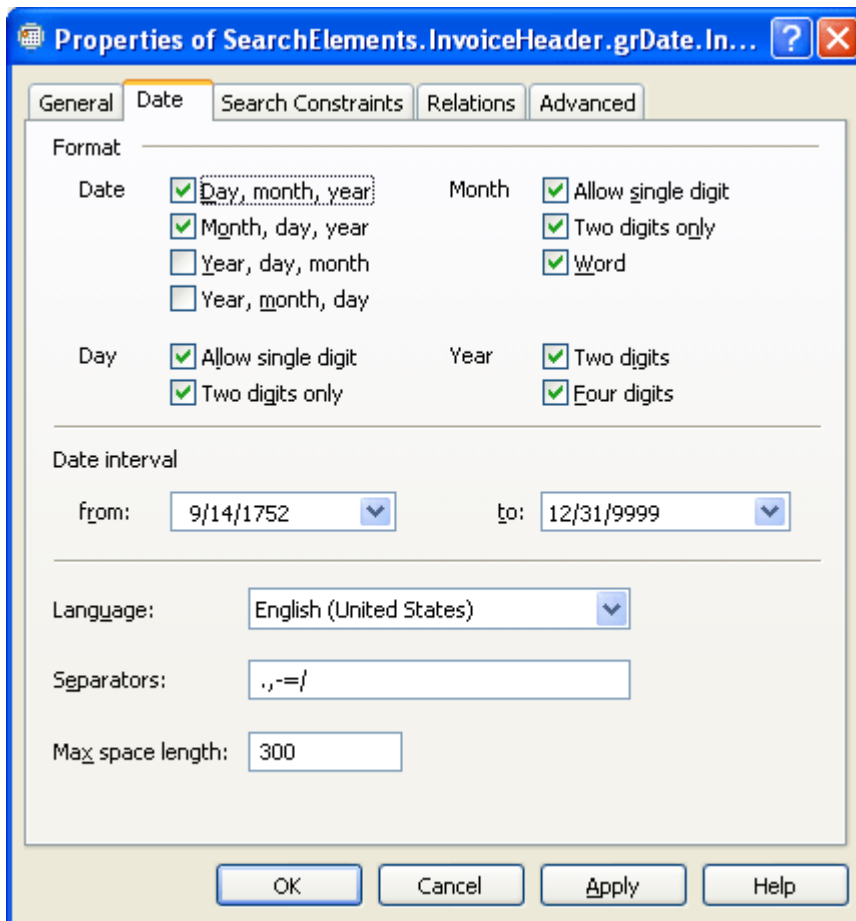 Properties of SearchElements.InvoiceHeader.grDate.In...
General Date Search Constraints Relations Advanced
Format
Date Day, month, year Month Allow single digit
Month, day, year Two digits only
Year, day, month Word
Year, month, day
Day Allow single digit Year Two digits
Two digits only Four digits
Date interval
from: 9/14/1752 to: 12/31/9999
Language: English (United States)
Separators: .,-=/
Max space length: 300
OK Cancel Apply Help